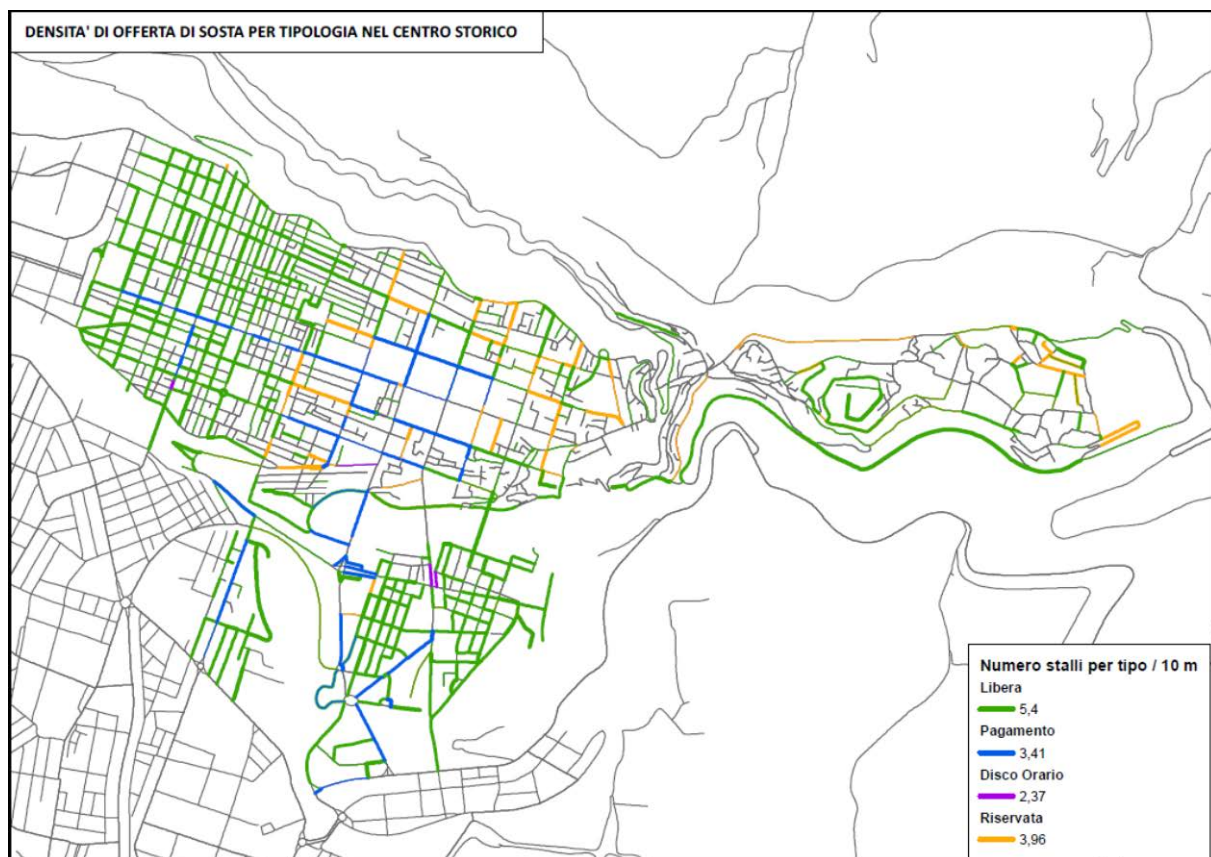 DENSITA' DI OFFERTA DI SOSTA PER TIPOLOGIA NEL CENTRO STORICO
Numero stalli per tipo / 10 m
Libera
5,4
Pagamento
3,41
Disco Orario
2,37
Riservata
3,96